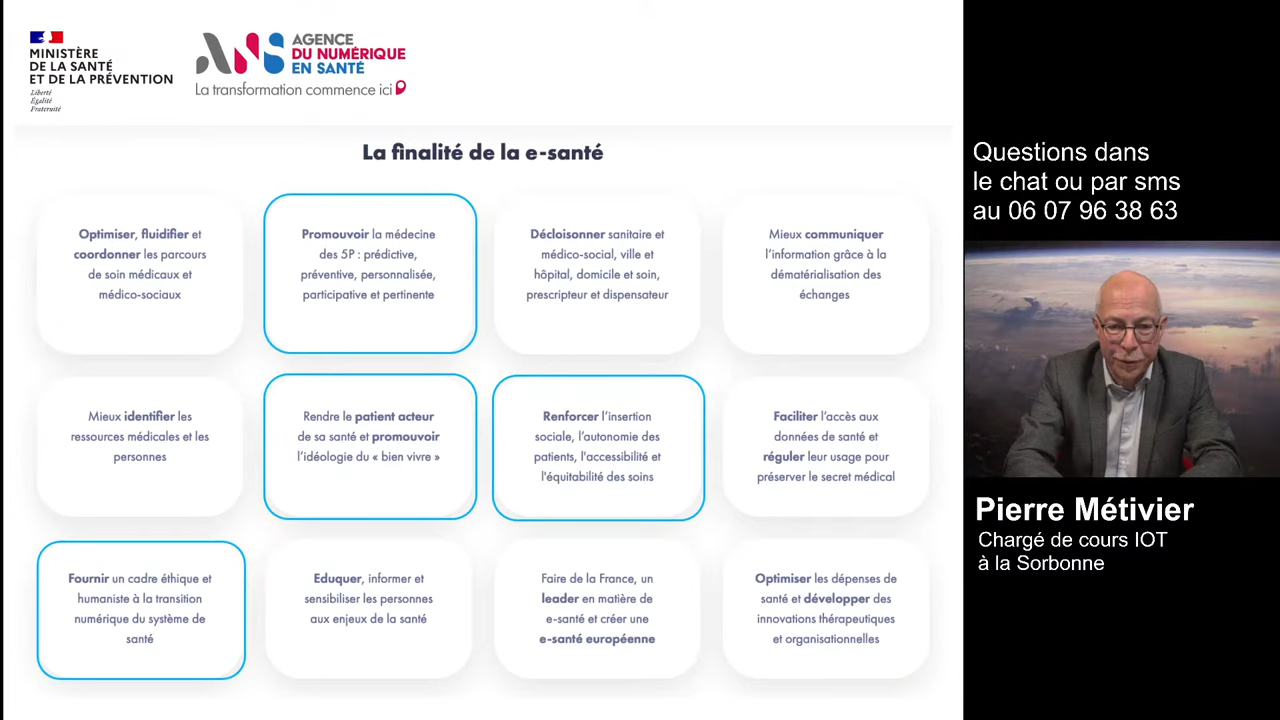 MINISTÈRE
DE LA SANTÉ
ET DE LA PRÉVENTION
Liberté
Égalité
Fraternité
ANS
AGENCE
DU NUMÉRIQUE
EN SANTÉ
La transformation commence ici
La finalité de la e-santé
Optimiser, fluidifier et
coordonner les parcours
de soin médicaux et
médico-sociaux
Promouvoir la médecine
des 5P : prédictive,
préventive, personnalisée,
participative et pertinente
Décloisonner sanitaire et
médico-social, ville et
hôpital, domicile et soin,
prescripteur et dispensateur
Mieux communiquer
l’information grâce à la
dématérialisation des
échanges
Mieux identifier les
ressources médicales et les
personnes
Rendre le patient acteur
de sa santé et promouvoir
l’idéologie du « bien vivre »
Renforcer l’insertion
sociale, l’autonomie des
patients, l'accessibilité et
l'équitabilité des soins
Faciliter l’accès aux
données de santé et
réguler leur usage pour
préserver le secret médical
Fournir un cadre éthique et
humaniste à la transition
numérique du système de
santé
Eduquer, informer et
sensibiliser les personnes
aux enjeux de la santé
Faire de la France, un
leader en matière de
e-santé et créer une
e-santé européenne
Optimiser les dépenses de
santé et développer des
innovations thérapeutiques
et organisationnelles
Questions dans
le chat ou par sms
au 06 07 96 38 63
Pierre Métivier
Chargé de cours IOT
à la Sorbonne